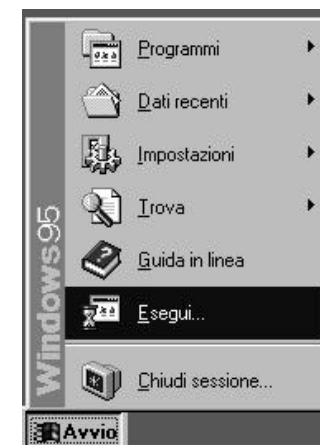 Programmi
Dati recenti
Impostazioni
Trova
Guida in linea
Esegui...
Chiudi sessione...
Windows95
Avvio